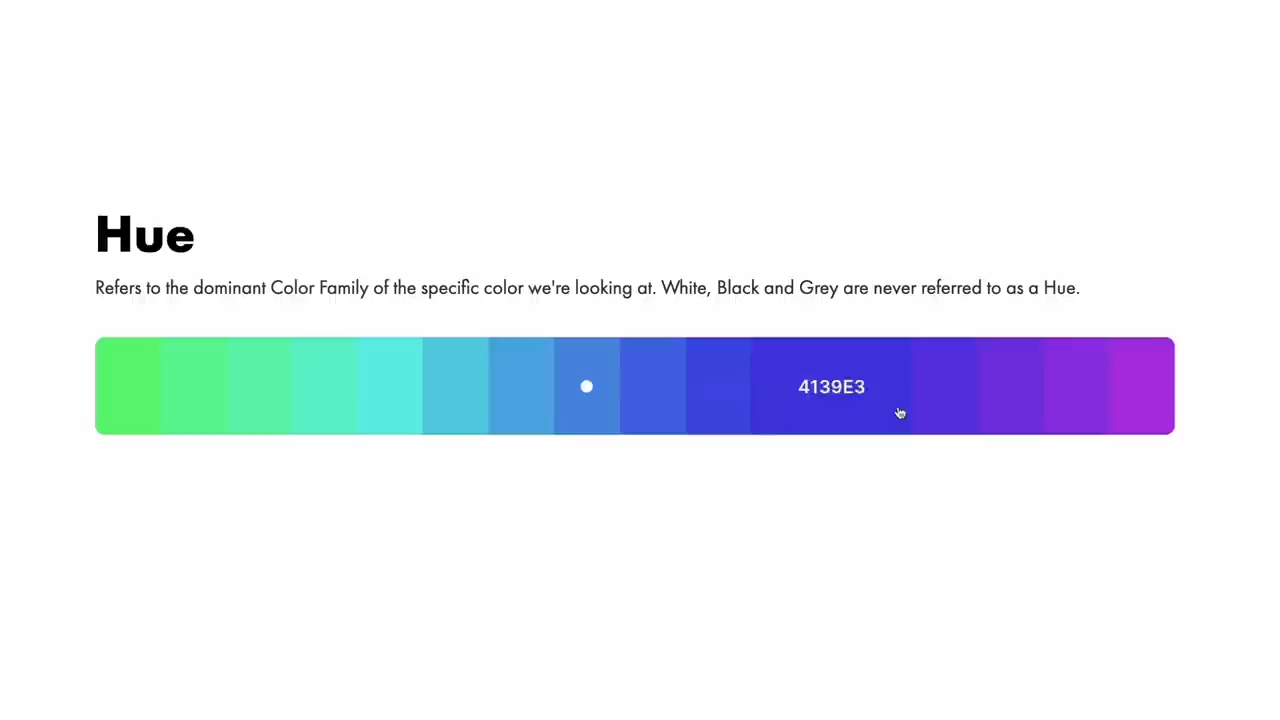 Hue
Refers to the dominant Color Family of the specific color we're looking at. White, Black and Grey are never referred to as a Hue.
4139E3